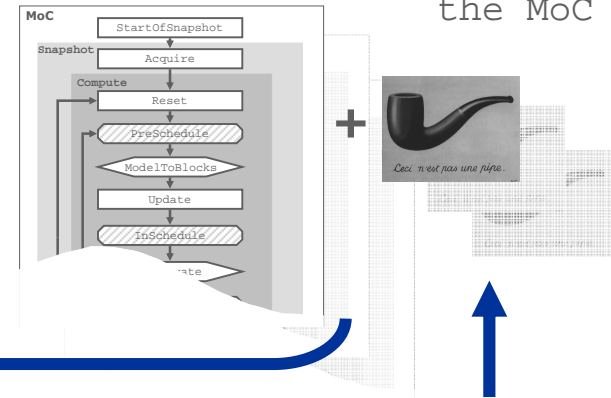 the MoC
MoC
StartOfSnapshot
Snapshot
Acquire
Compute
Reset
PreSchedule
ModelToBlocks
Update
InSchedule
+
Ceci n'est pas une pipe.